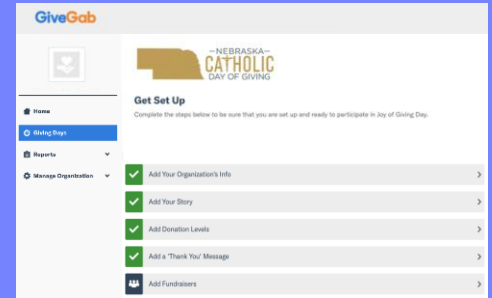 GiveGab
NEBRASKA
CATHOLIC
DAY OF GIVING
Get Set Up
Complete the steps below to be sure that you are set up and ready to participate in Joy of Giving Day.
Home
Giving Days
Reports
Manage Organization
Add Your Organization's Info
Add Your Story
Add Donation Levels
Add a 'Thank You' Message
Add Fundraisers